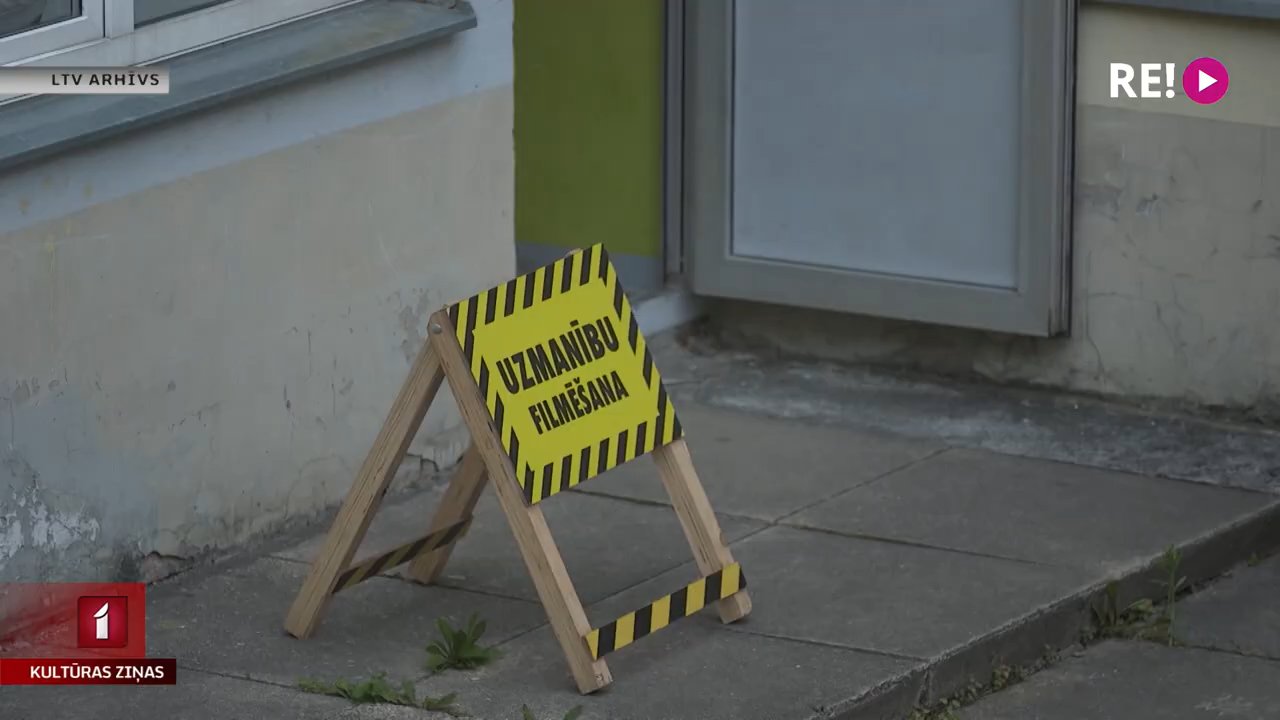 LTV ARHĪVS
RE!
UZMANĪBU
FILMĒŠANA
1
KULTŪRAS ZIŅAS